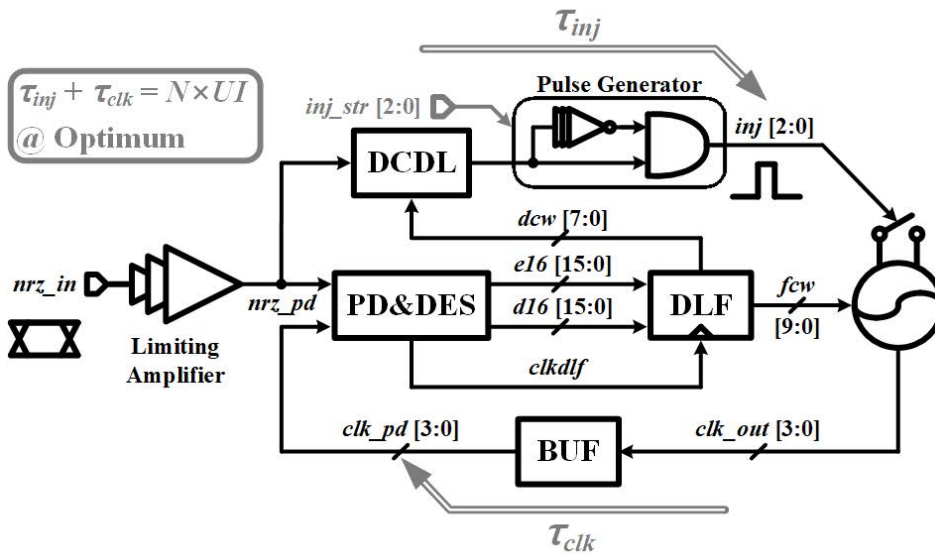 τinj
τinj + τclk = N×UI
@ Optimum
inj_str [2:0]
Pulse Generator
inj [2:0]
DCDL
dcw [7:0]
nrz_in
nrz_pd
Limiting
Amplifier
PD&DES
e16 [15:0]
d16 [15:0]
clkdlf
DLF
fcw
[9:0]
clk_pd [3:0]
BUF
clk_out [3:0]
τclk